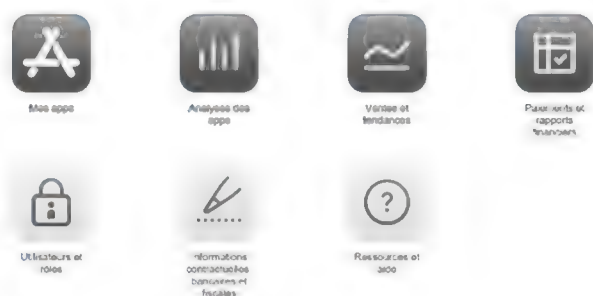 Mes apps
Analyses des
apps
Ventes et
tendances
Paiements et
rapports
financiers
Utilisateurs et
rôles
Informations
contractuelles
bancaires et
fiscales
Ressources et
aide
?